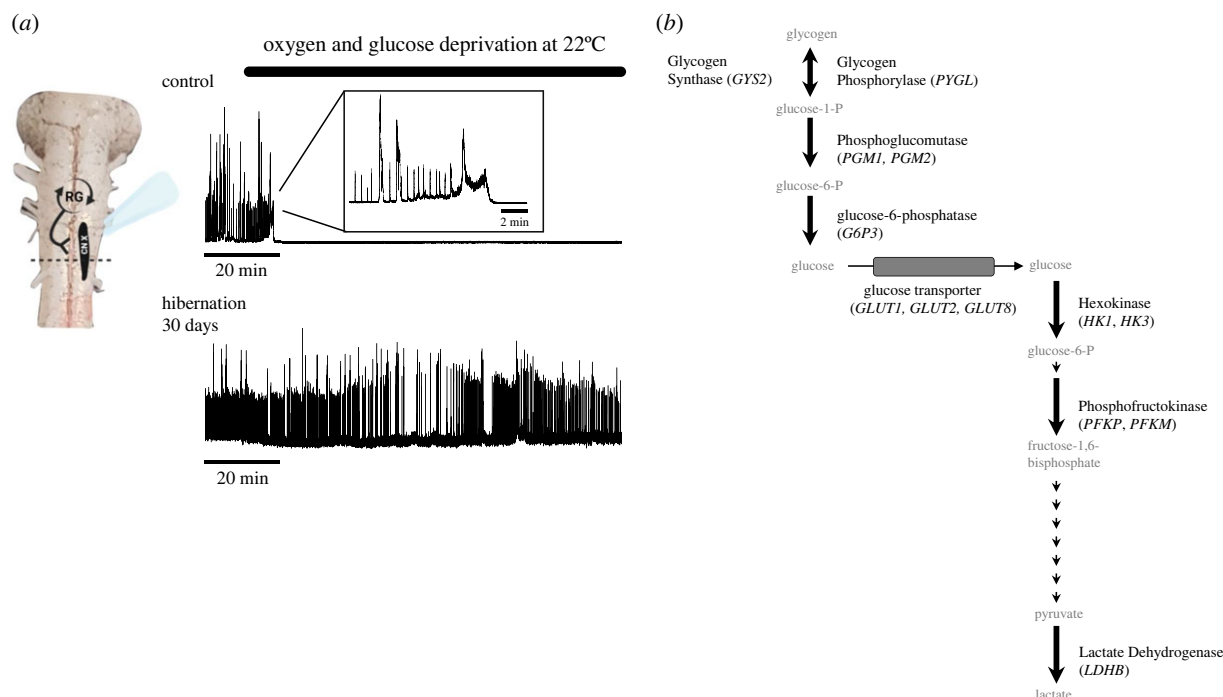 (a)
oxygen and glucose deprivation at 22ºC
control
RG
CN X
2 min
20 min
hibernation
30 days
20 min
(b)
glycogen
Glycogen
Synthase (GYS2)
Glycogen
Phosphorylase (PYGL)
glucose-1-P
Phosphoglucomutase
(PGM1, PGM2)
glucose-6-P
glucose-6-phosphatase
(G6P3)
glucose
glucose
glucose transporter
(GLUT1, GLUT2, GLUT8)
Hexokinase
(HK1, HK3)
glucose-6-P
Phosphofructokinase
(PFKP, PFKM)
fructose-1,6-
bisphosphate
pyruvate
Lactate Dehydrogenase
(LDHB)
lactate